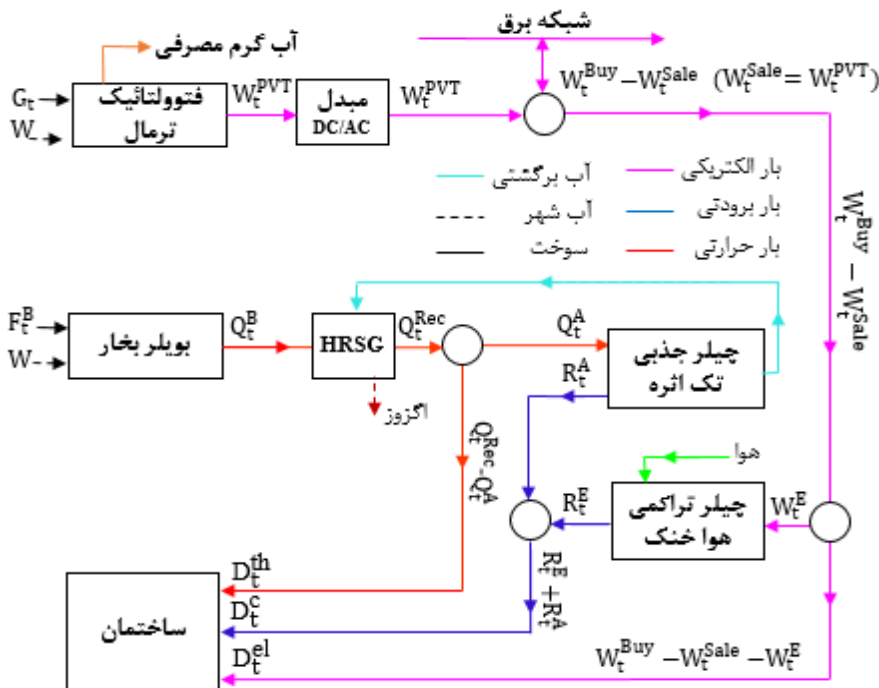 شبکه برق
آب گرم مصرفی
G_t
W
فتوولتائیک
ترمال
W_t^PVT
مبدل
DC/AC
W_t^PVT
W_t^Buy – W_t^Sale (W_t^Sale = W_t^PVT)
بار الکتریکی
آب برگشتی
بار برودتی
آب شهر
بار حرارتی
سوخت
W_t^Buy – W_t^Sale
F_t^B
W
بویلر بخار
Q_t^B
HRSG
Q_t^Rec
Q_t^A
چیلر جذبی
تک اثره
اگزوز
R_t^A
Q_t^Rec-Q_t^A
هوا
چیلر تراکمی
هوا خنک
R_t^E
W_t^E
R_t^E +R_t^A
ساختمان
D_t^th
D_t^c
D_t^el
W_t^Buy –W_t^Sale –W_t^E